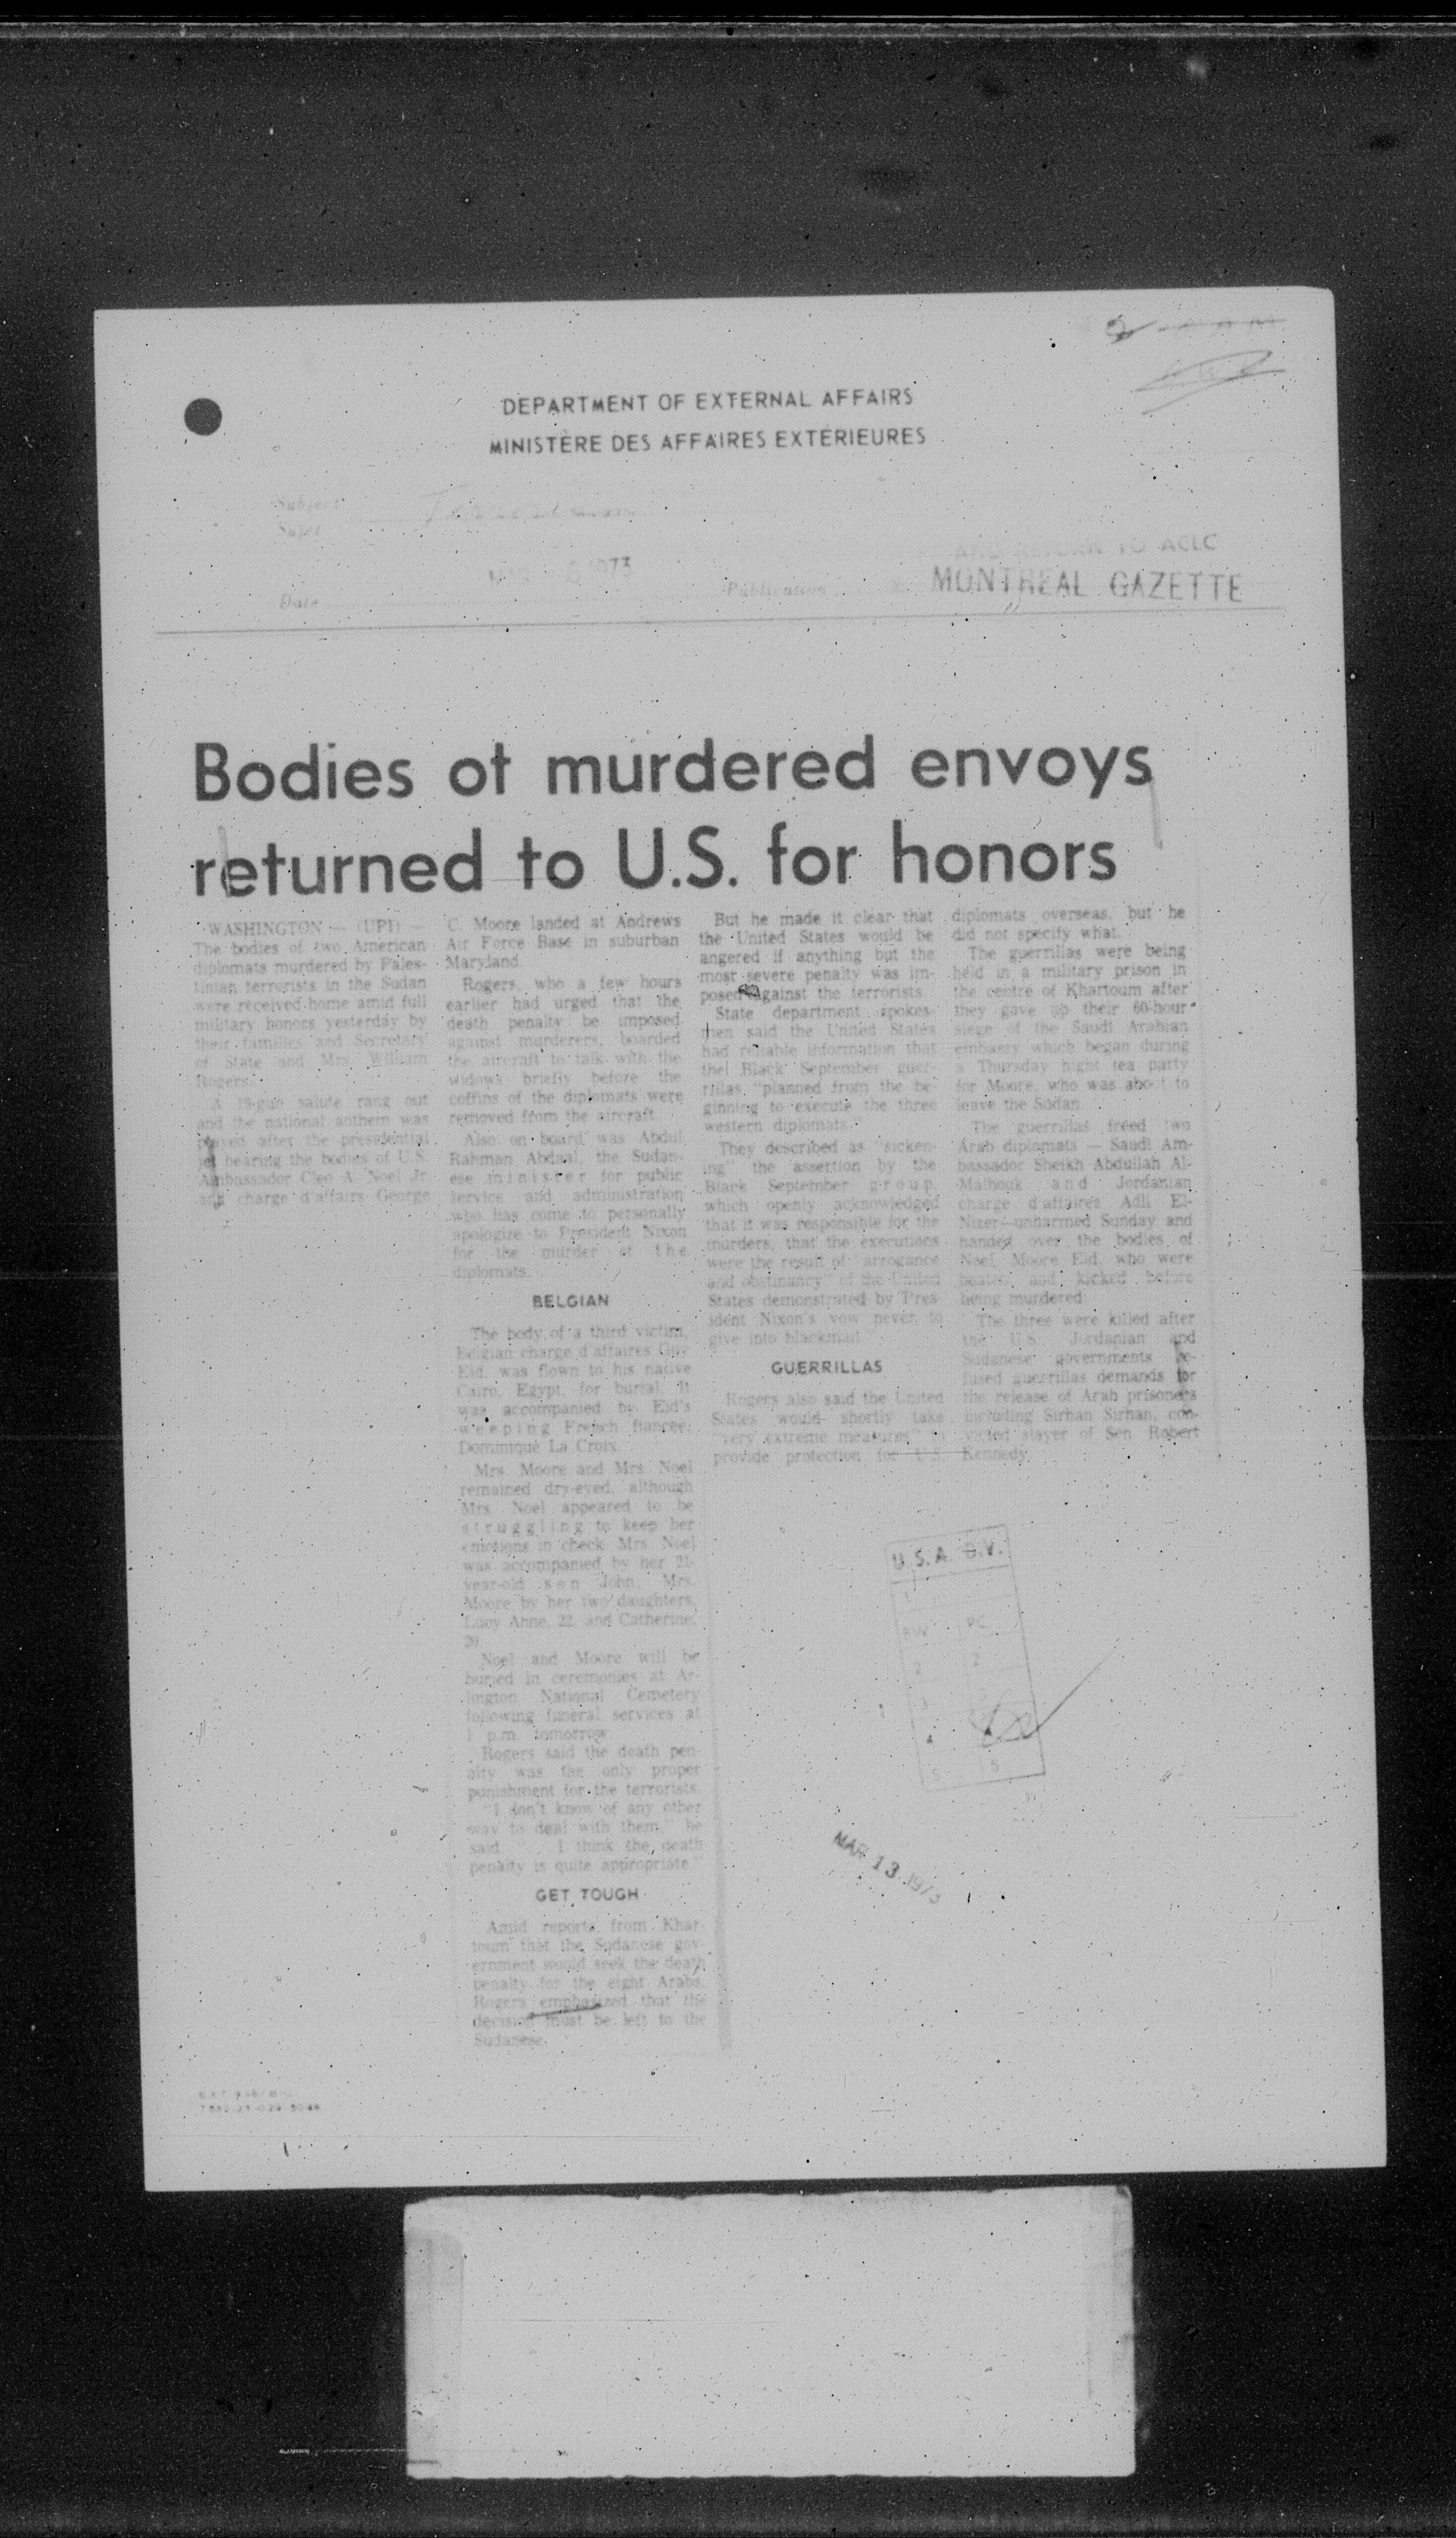 DEPARTMENT OF EXTERNAL AFFAIRS
MINISTÈRE DES AFFAIRES EXTÉRIEURES
Subject
Sujet
AND RETURN TO ACLC
MAR 1973
Date
Publication
MONTREAL GAZETTE
Bodies of murdered envoys
returned to U.S. for honors
WASHINGTON — (UPI) —
The bodies of two American
diplomats murdered by Pales-
tinian terrorists in the Sudan
were received home amid full
military honors yesterday by
their families and Secretary
of State and Mrs. William
Rogers.
A 19-gun salute rang out
and the national anthem was
played after the presidential
jet bearing the bodies of U.S.
Ambassador Cleo A. Noel Jr.
and charge d'affairs George
C. Moore landed at Andrews
Air Force Base in suburban
Maryland.
Rogers, who a few hours
earlier had urged that the
death penalty be imposed
against murderers, boarded
the aircraft to talk with the
widows briefly before the
coffins of the diplomats were
removed from the aircraft.
Also on board was Abdul
Rahman Abdaal, the Sudan-
ese minister for public
service and administration
who has come to personally
apologize to President Nixon
for the murder of the
diplomats.
BELGIAN
The body of a third victim,
Belgian charge d'affaires Guy
Eid, was flown to his native
Cairo, Egypt, for burial. It
was accompanied by Eid's
weeping French fiancee,
Dominique La Croix.
Mrs. Moore and Mrs. Noel
remained dry-eyed, although
Mrs. Noel appeared to be
struggling to keep her
emotions in check. Mrs. Noel
was accompanied by her 21-
year-old son John; Mrs.
Moore by her two daughters,
Lucy Anne, 22, and Catherine,
20.
Noel and Moore will be
buried in ceremonies at Ar-
lington National Cemetery
following funeral services at
1 p.m. tomorrow.
Rogers said the death pen-
alty was the only proper
punishment for the terrorists.
"I don't know of any other
way to deal with them," he
said. I think the death
penalty is quite appropriate."
GET TOUGH
Amid reports from Khar-
toum that the Sudanese gov-
ernment would seek the death
penalty for the eight Arabs,
Rogers emphasized that the
decision must be left to the
Sudanese.
But he made it clear that
the United States would be
angered if anything but the
most severe penalty was im-
posed against the terrorists.
State department spokes-
men said the United States
had reliable information that
the Black September guer-
rillas "planned from the be-
ginning to execute the three
western diplomats."
They described as "sicken-
ing" the assertion by the
Black September group,
which openly acknowledged
that it was responsible for the
murders, that the executions
were the result of "arrogance
and obstinancy" of the United
States demonstrated by "Pres-
ident Nixon's vow never to
give into blackmail."
GUERRILLAS
Rogers also said the United
States would shortly take
"very extreme measures" to
provide protection for U.S.
diplomats overseas, but he
did not specify what.
The guerrillas were being
held in a military prison in
the centre of Khartoum after
they gave up their 60-hour
siege of the Saudi Arabian
embassy which began during
a Thursday night tea party
for Moore, who was about to
leave the Sudan.
The guerrillas freed two
Arab diplomats — Saudi Am-
bassador Sheikh Abdullah Al-
Malhouk and Jordanian
charge d'affaires Adli El-
Nizer—unharmed Sunday and
handed over the bodies of
Noel, Moore Eid, who were
beaten and kicked before
being murdered.
The three were killed after
the U.S. Jordanian and
Sudanese governments re-
fused guerrillas demands for
the release of Arab prisoners
including Sirhan Sirhan, con-
victed slayer of Sen. Robert
Kennedy.
U.S.A. D.V.
1
RW PC
2 2
3 3
4
5 5
MAR 13 1973